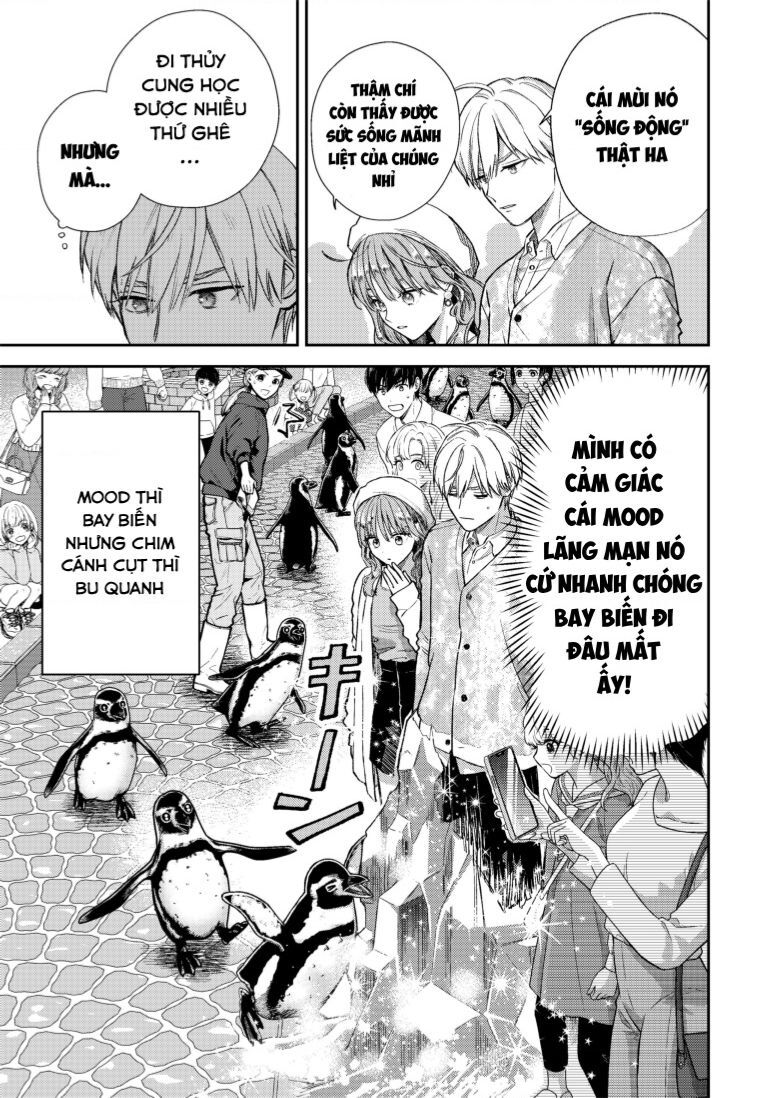 CÁI MÙI NÓ
"SỐNG ĐỘNG"
THẬT HA
THẬM CHÍ
CÒN THẤY ĐƯỢC
SỨC SỐNG MÃNH
LIỆT CỦA CHÚNG
NHỈ
ĐI THỦY
CUNG HỌC
ĐƯỢC NHIỀU
THỨ GHÊ
...
NHƯNG
MÀ...
MÌNH CÓ
CẢM GIÁC
CÁI MOOD
LÃNG MẠN NÓ
CỨ NHANH CHÓNG
BAY BIẾN ĐI
ĐÂU MẤT
ẤY!
MOOD THÌ
BAY BIẾN
NHƯNG CHIM
CÁNH CỤT THÌ
BU QUANH
キーン